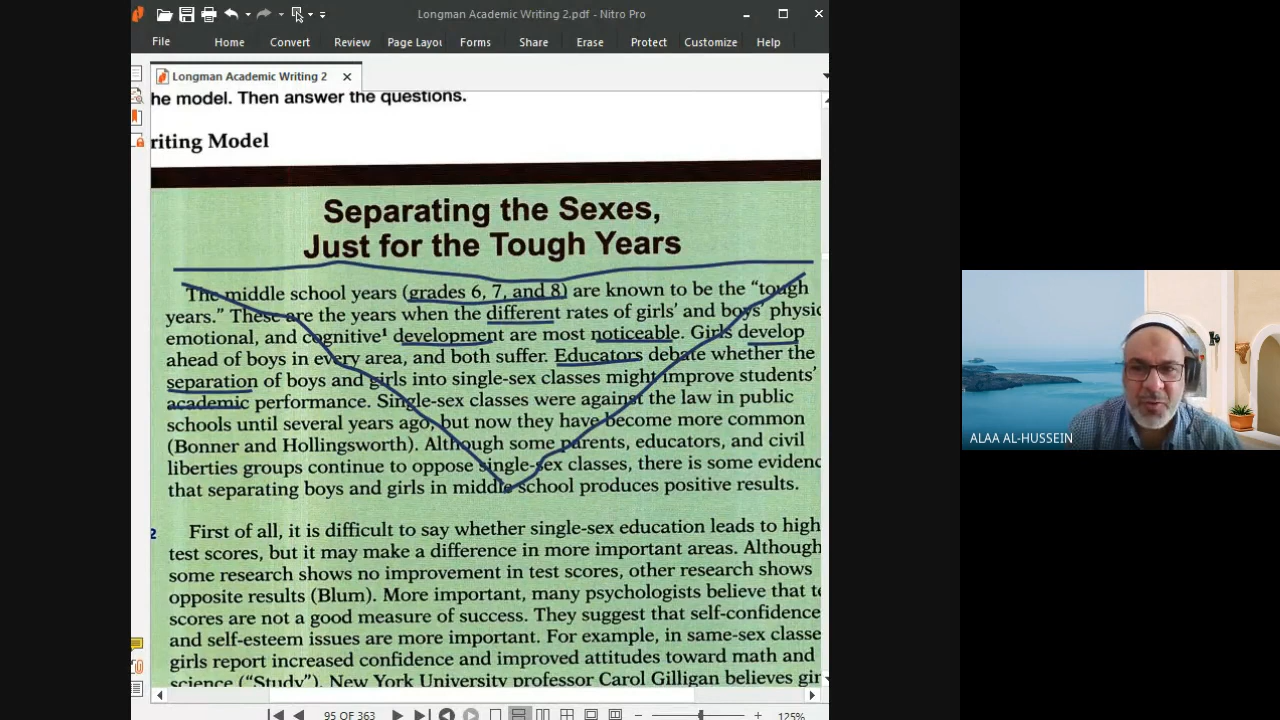 Longman Academic Writing 2.pdf - Nitro Pro
File Home Convert Review Page Layou Forms Share Erase Protect Customize Help
Longman Academic Writing 2
he model. Then answer the questions.
riting Model
Separating the Sexes,
Just for the Tough Years
The middle school years (grades 6, 7, and 8) are known to be the “tough
years.” These are the years when the different rates of girls’ and boys’ physic
emotional, and cognitive¹ development are most noticeable. Girls develop
ahead of boys in every area, and both suffer. Educators debate whether the
separation of boys and girls into single-sex classes might improve students’
academic performance. Single-sex classes were against the law in public
schools until several years ago, but now they have become more common
(Bonner and Hollingsworth). Although some parents, educators, and civil
liberties groups continue to oppose single-sex classes, there is some evidenc
that separating boys and girls in middle school produces positive results.
2 First of all, it is difficult to say whether single-sex education leads to high
test scores, but it may make a difference in more important areas. Although
some research shows no improvement in test scores, other research shows
opposite results (Blum). More important, many psychologists believe that te
scores are not a good measure of success. They suggest that self-confidence
and self-esteem issues are more important. For example, in same-sex classe
girls report increased confidence and improved attitudes toward math and
science (“Study”). New York University professor Carol Gilligan believes gir
95 OF 363
125%
ALAA AL-HUSSEIN